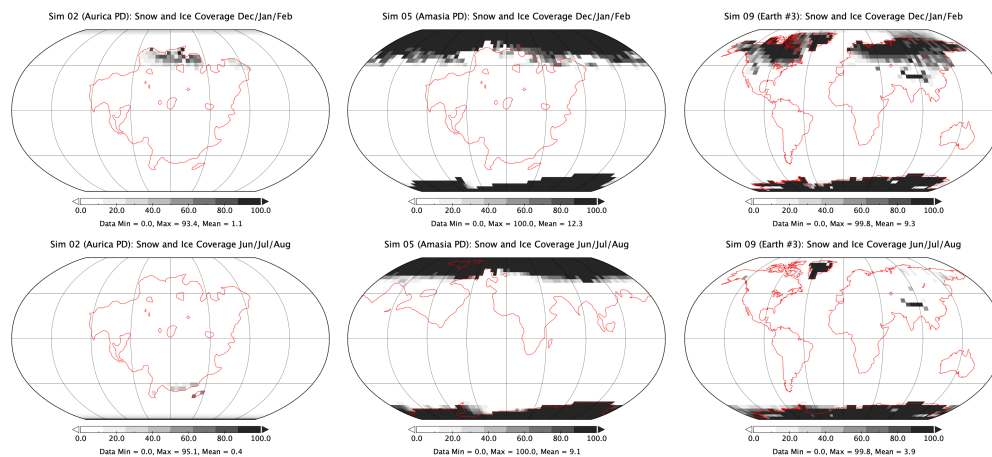 Sim 02 (Aurica PD): Snow and Ice Coverage Dec/Jan/Feb
Sim 05 (Amasia PD): Snow and Ice Coverage Dec/Jan/Feb
Sim 09 (Earth #3): Snow and Ice Coverage Dec/Jan/Feb
0.0 20.0 40.0 60.0 80.0 100.0
0.0 20.0 40.0 60.0 80.0 100.0
0.0 20.0 40.0 60.0 80.0 100.0
Data Min = 0.0, Max = 93.4, Mean = 1.1
Data Min = 0.0, Max = 100.0, Mean = 12.3
Data Min = 0.0, Max = 99.8, Mean = 9.3
Sim 02 (Aurica PD): Snow and Ice Coverage Jun/Jul/Aug
Sim 05 (Amasia PD): Snow and Ice Coverage Jun/Jul/Aug
Sim 09 (Earth #3): Snow and Ice Coverage Jun/Jul/Aug
0.0 20.0 40.0 60.0 80.0 100.0
0.0 20.0 40.0 60.0 80.0 100.0
0.0 20.0 40.0 60.0 80.0 100.0
Data Min = 0.0, Max = 95.1, Mean = 0.4
Data Min = 0.0, Max = 100.0, Mean = 9.1
Data Min = 0.0, Max = 99.8, Mean = 3.9